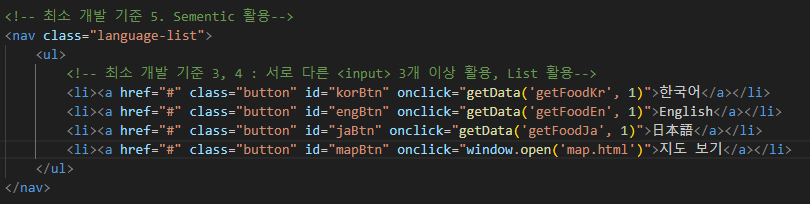 <!-- 최소 개발 기준 5. Sementic 활용-->
<nav class="language-list">
<ul>
<!-- 최소 개발 기준 3, 4 : 서로 다른 <input> 3개 이상 활용, List 활용-->
<li><a href="#" class="button" id="korBtn" onclick="getData('getFoodKr', 1)">한국어</a></li>
<li><a href="#" class="button" id="engBtn" onclick="getData('getFoodEn', 1)">English</a></li>
<li><a href="#" class="button" id="jaBtn" onclick="getData('getFoodJa', 1)">日本語</a></li>
<li><a href="#" class="button" id="mapBtn" onclick="window.open('map.html')">지도 보기</a></li>
</ul>
</nav>